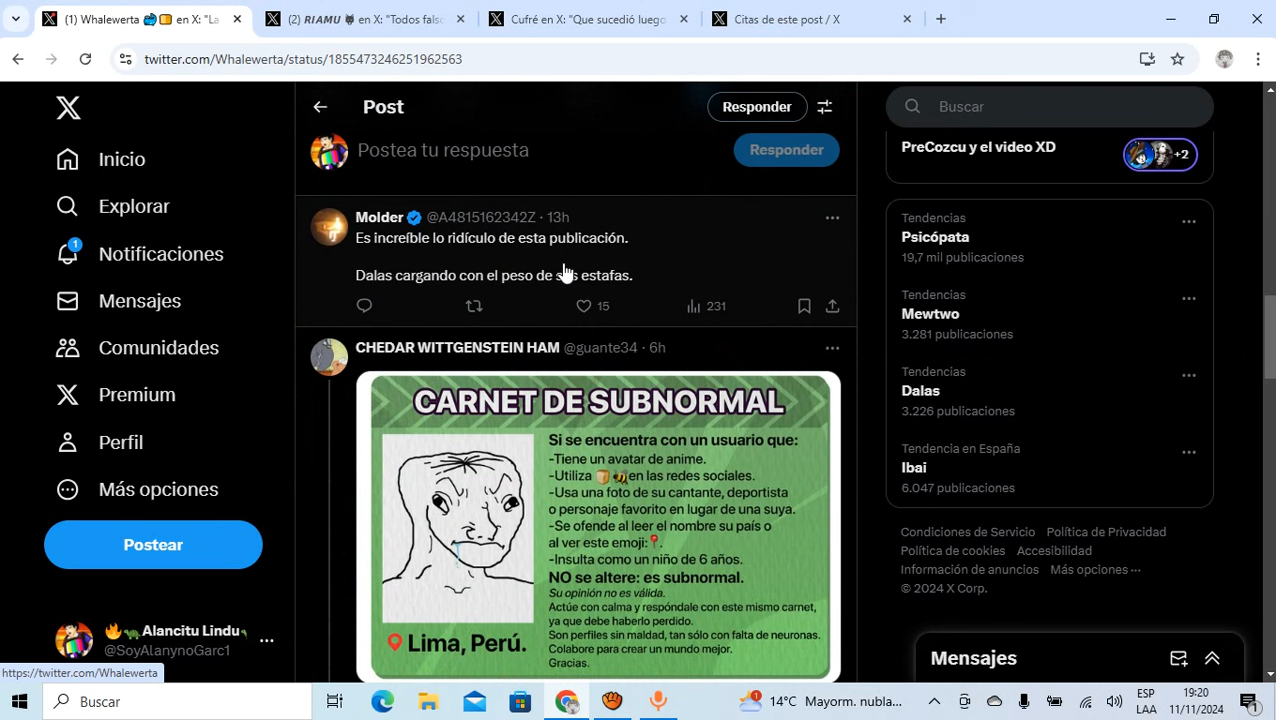 (1) Whalewerta en X: "La
(2) RIAMU en X: "Todos fals
Cufré en X: "Que sucedió luego
Citas de este post / X
twitter.com/Whalewerta/status/1855473246251962563
Inicio
Explorar
1
Notificaciones
Mensajes
Comunidades
Premium
Perfil
Más opciones
Postear
Alancitu Lindu
@SoyAlanynoGarc1
https://twitter.com/Whalewerta
Post
Responder
Postea tu respuesta
Responder
Molder @A4815162342Z · 13h
Es increíble lo ridículo de esta publicación.
Dalas cargando con el peso de sus estafas.
15
231
CHEDAR WITTGENSTEIN HAM @guante34 · 6h
CARNET DE SUBNORMAL
Si se encuentra con un usuario que:
-Tiene un avatar de anime.
-Utiliza 🍞🐝en las redes sociales.
-Usa una foto de su cantante, deportista
o personaje favorito en lugar de una suya.
-Se ofende al leer el nombre su país o
al ver este emoji:📍.
-Insulta como un niño de 6 años.
NO se altere: es subnormal.
Su opinión no es válida.
Actúe con calma y respóndale con este mismo carnet,
ya que debe haberlo perdido.
Son perfiles sin maldad, tan sólo con falta de neuronas.
Colabore para crear un mundo mejor.
Gracias.
📍Lima, Perú.
Buscar
PreCozcu y el video XD
+2
Tendencias
Psicópata
19,7 mil publicaciones
Tendencias
Mewtwo
3.281 publicaciones
Tendencias
Dalas
3.226 publicaciones
Tendencia en España
Ibai
6.047 publicaciones
Condiciones de Servicio Política de Privacidad
Política de cookies Accesibilidad
Información de anuncios Más opciones ···
© 2024 X Corp.
Mensajes
Buscar
1
14°C Mayorm. nubla...
ESP
LAA
19:20
11/11/2024
1